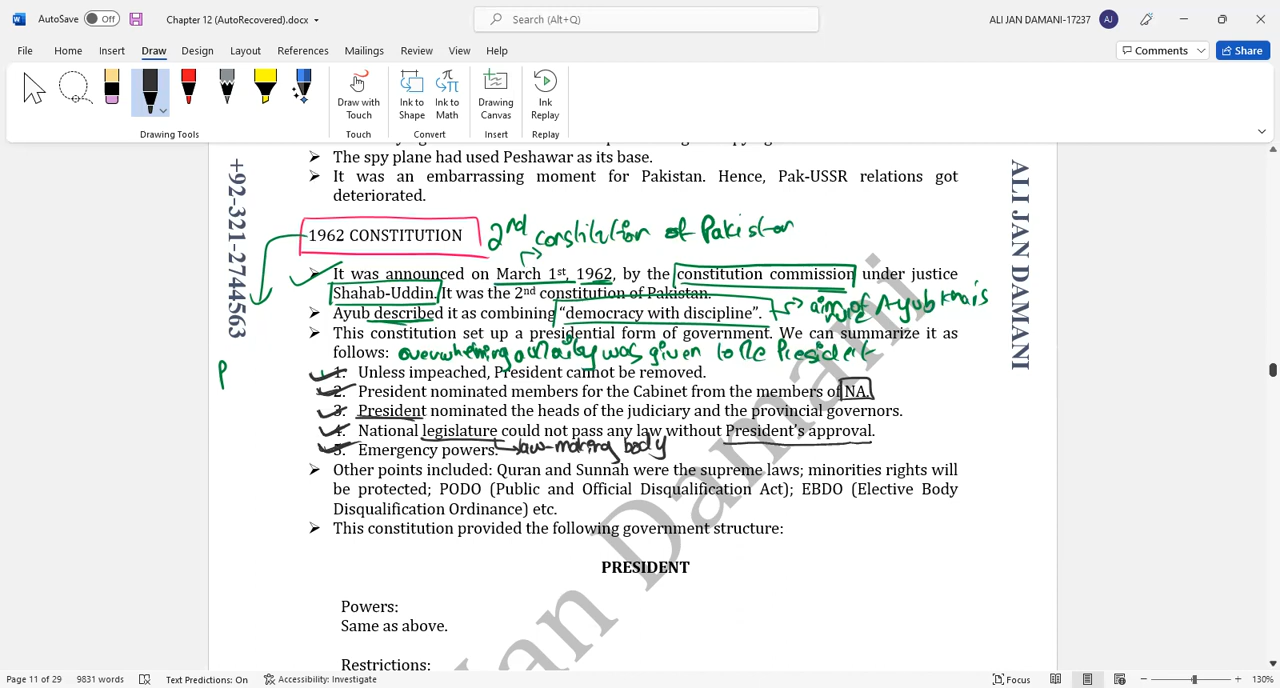 AutoSave Off Chapter 12 (AutoRecovered).docx Search (Alt+Q) ALI JAN DAMANI-17237 AJ
File Home Insert Draw Design Layout References Mailings Review View Help Comments Share
Draw with Touch Ink to Shape Ink to Math Drawing Canvas Ink Replay
Drawing Tools Touch Convert Insert Replay
The spy plane had used Peshawar as its base.
It was an embarrassing moment for Pakistan. Hence, Pak-USSR relations got
deteriorated.
1962 CONSTITUTION 2nd constitution of Pakistan
It was announced on March 1st, 1962, by the constitution commission under justice
Shahab-Uddin. It was the 2nd constitution of Pakistan.
Ayub described it as combining "democracy with discipline". aim of Ayub Khan's
This constitution set up a presidential form of government. We can summarize it as
follows: was given to the President
1. Unless impeached, President cannot be removed.
P
2. President nominated members for the Cabinet from the members of NA.
3. President nominated the heads of the judiciary and the provincial governors.
4. National legislature could not pass any law without President's approval.
5. Emergency powers. law-making body
Other points included: Quran and Sunnah were the supreme laws; minorities rights will
be protected; PODO (Public and Official Disqualification Act); EBDO (Elective Body
Disqualification Ordinance) etc.
This constitution provided the following government structure:
PRESIDENT
Powers:
Same as above.
Restrictions:
+92-321-2744563
ALI JAN DAMANI
Jan Damani
Page 11 of 29 9831 words Text Predictions: On Accessibility: Investigate Focus 130%